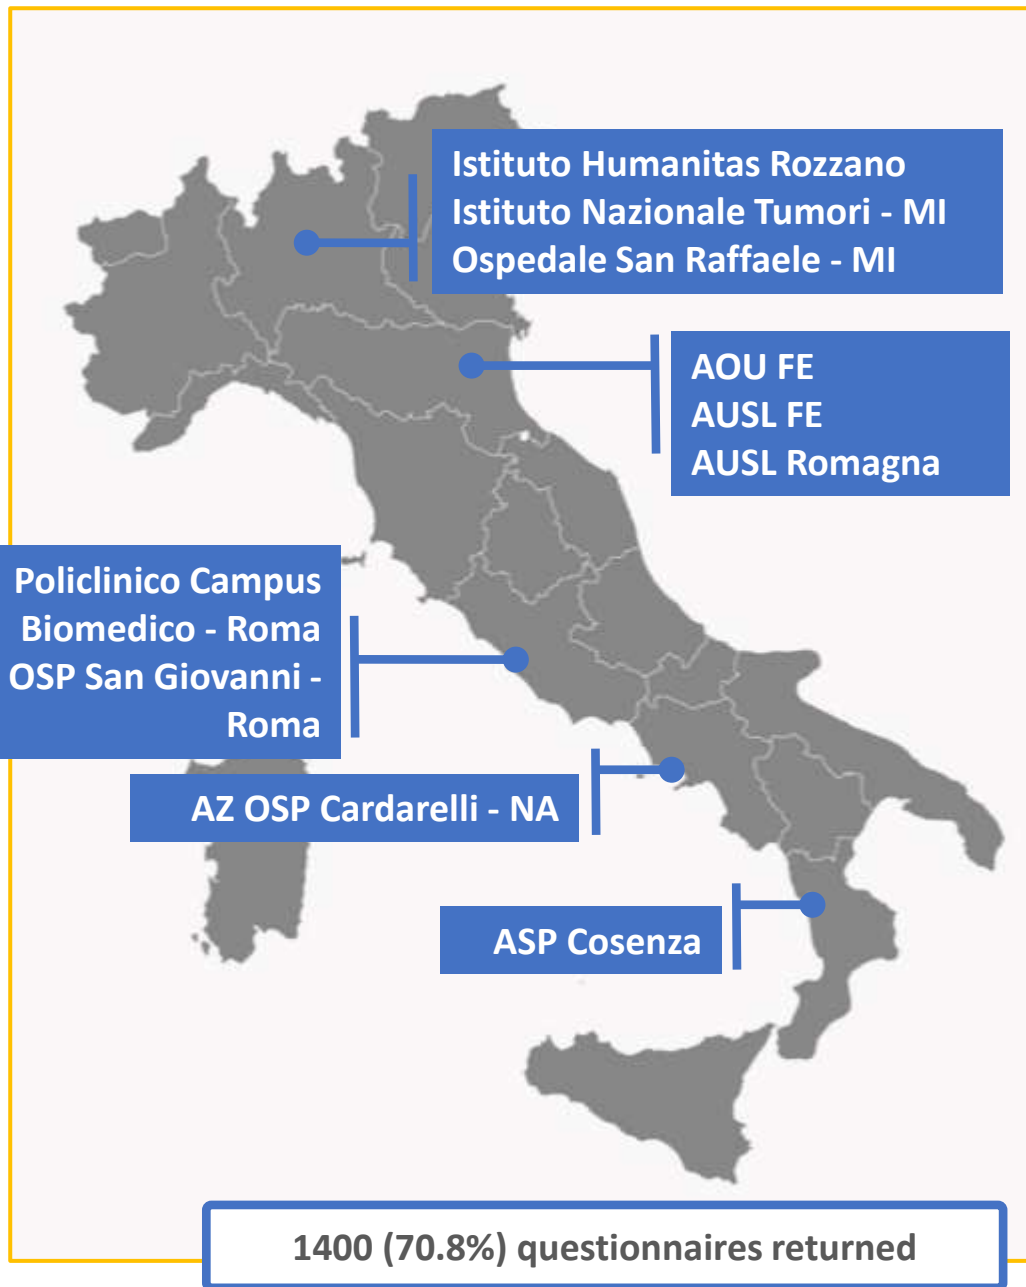 Istituto Humanitas Rozzano
Istituto Nazionale Tumori - MI
Ospedale San Raffaele - MI
AOU FE
AUSL FE
AUSL Romagna
Policlinico Campus
Biomedico - Roma
OSP San Giovanni -
Roma
AZ OSP Cardarelli - NA
ASP Cosenza
1400 (70.8%) questionnaires returned